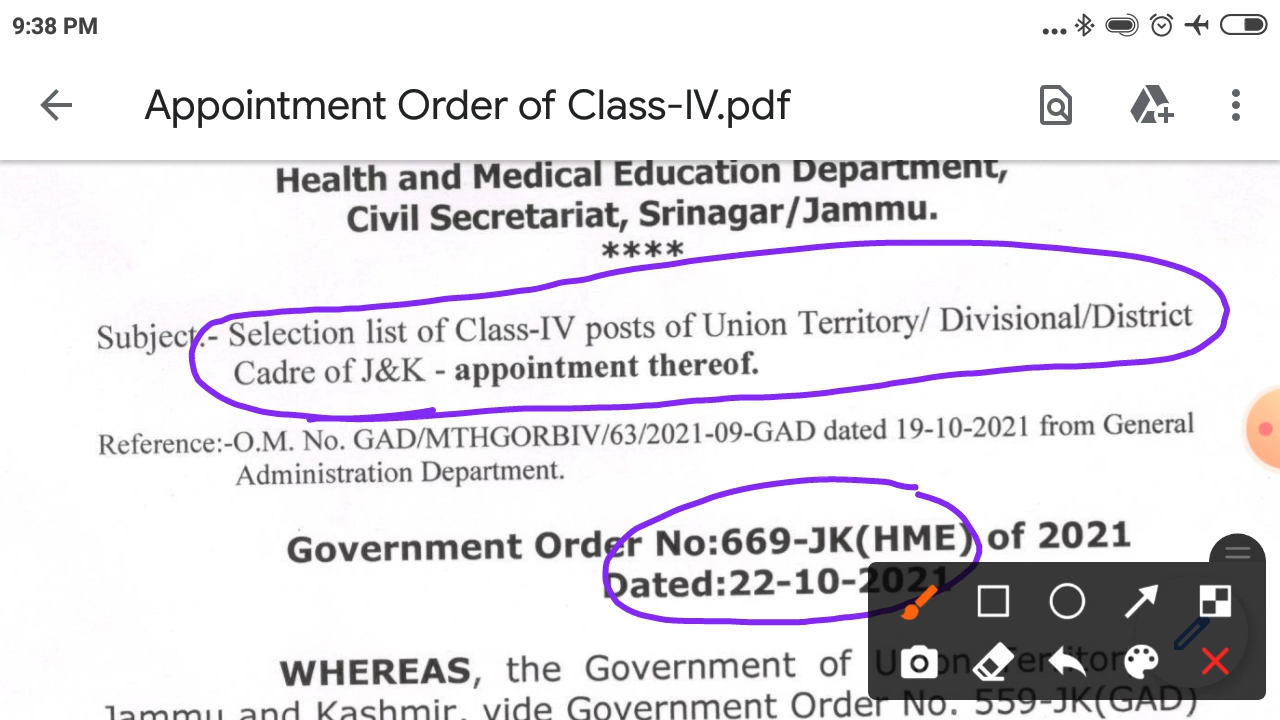 9:38 PM
Appointment Order of Class-IV.pdf
Health and Medical Education Department,
Civil Secretariat, Srinagar/Jammu.
****
Subject:- Selection list of Class-IV posts of Union Territory/ Divisional/District
Cadre of J&K - appointment thereof.
Reference:-O.M. No. GAD/MTHGORBIV/63/2021-09-GAD dated 19-10-2021 from General
Administration Department.
Government Order No:669-JK(HME) of 2021
Dated:22-10-2021
WHEREAS, the Government of Union Territory
Jammu and Kashmir, vide Government Order No. 559-JK(GAD)